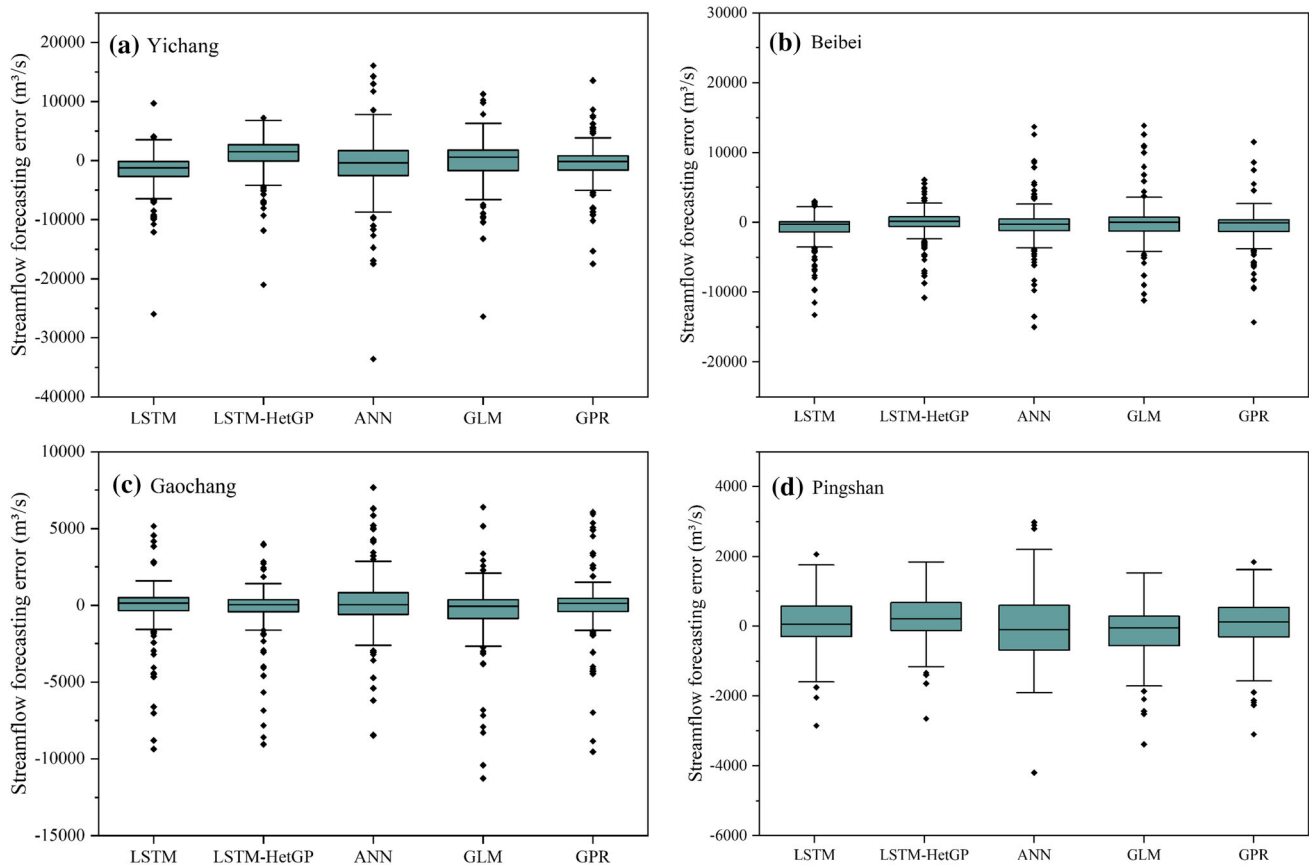 (a) Yichang
Streamflow forecasting error (m³/s)
20000
10000
0
-10000
-20000
-30000
-40000
LSTM LSTM-HetGP ANN GLM GPR
(b) Beibei
Streamflow forecasting error (m³/s)
30000
20000
10000
0
-10000
-20000
LSTM LSTM-HetGP ANN GLM GPR
(c) Gaochang
Streamflow forecasting error (m³/s)
10000
5000
0
-5000
-10000
-15000
LSTM LSTM-HetGP ANN GLM GPR
(d) Pingshan
Streamflow forecasting error (m³/s)
4000
2000
0
-2000
-4000
-6000
LSTM LSTM-HetGP ANN GLM GPR